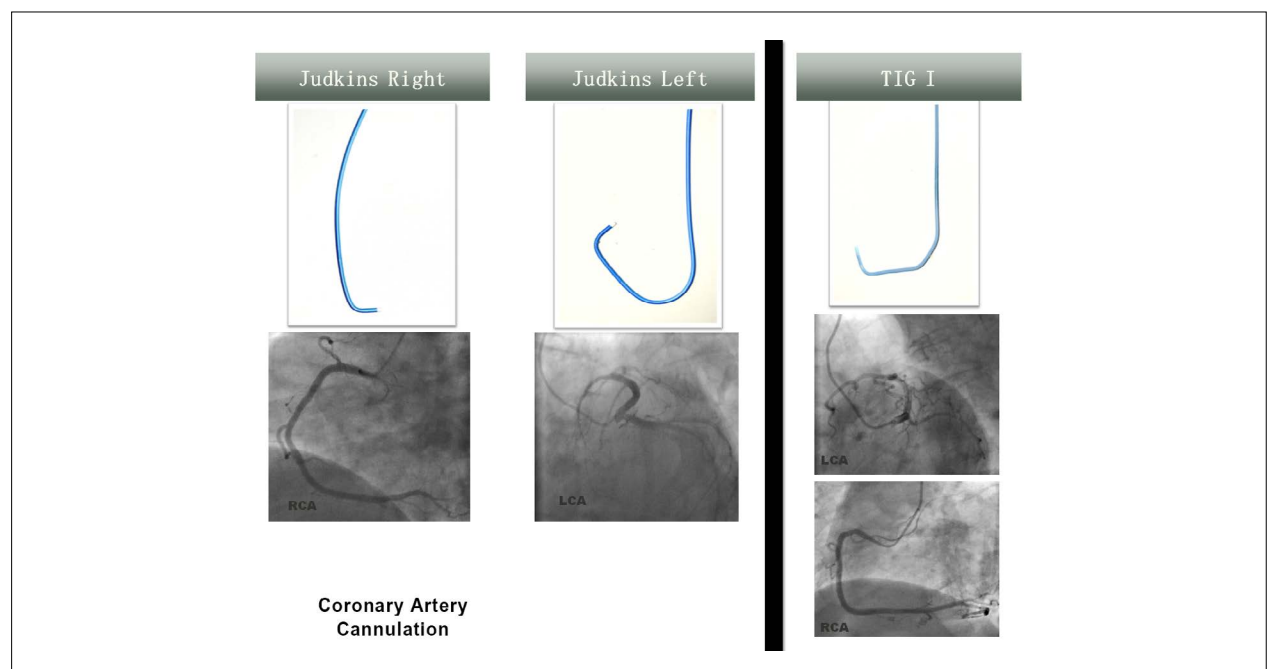 Judkins Right
Judkins Left
TIG I
RCA
LCA
LCA
RCA
Coronary Artery
Cannulation